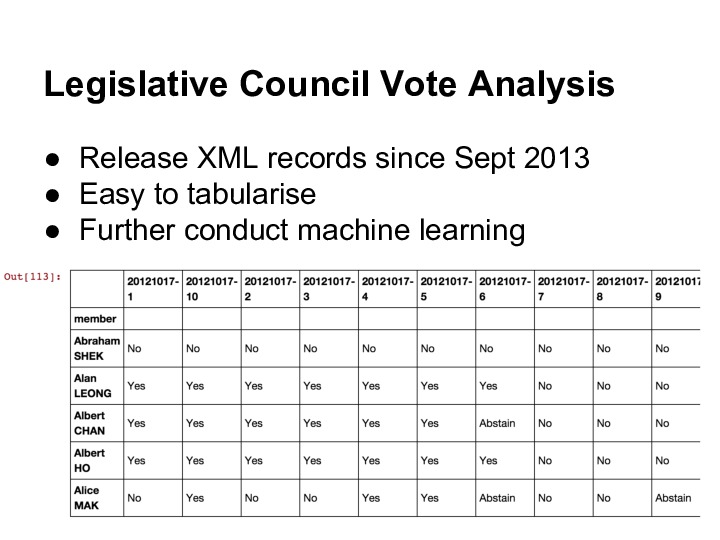 Legislative Council Vote Analysis
● Release XML records since Sept 2013
● Easy to tabularise
● Further conduct machine learning
Out[113]:
20121017-1 20121017-10 20121017-2 20121017-3 20121017-4 20121017-5 20121017-6 20121017-7 20121017-8 2012101 9
member
Abraham SHEK No No No No No No No No No No
Alan LEONG Yes Yes Yes Yes Yes Yes Yes No No No
Albert CHAN Yes Yes Yes Yes Yes Yes Abstain No No No
Albert HO Yes Yes Yes Yes Yes Yes Yes No No No
Alice MAK No Yes No No Yes Yes Abstain No No Abstain